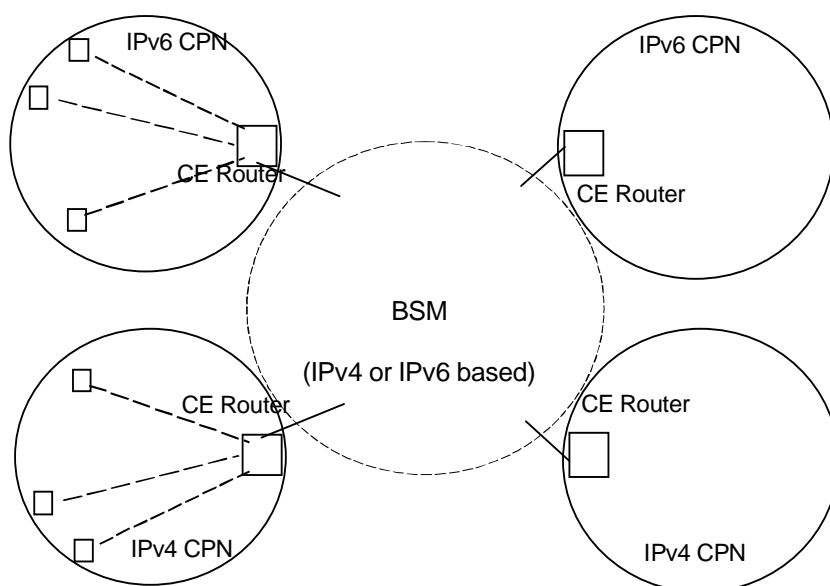 IPv6 CPN
CE Router
IPv6 CPN
CE Router
BSM
(IPv4 or IPv6 based)
CE Router
IPv4 CPN
CE Router
IPv4 CPN